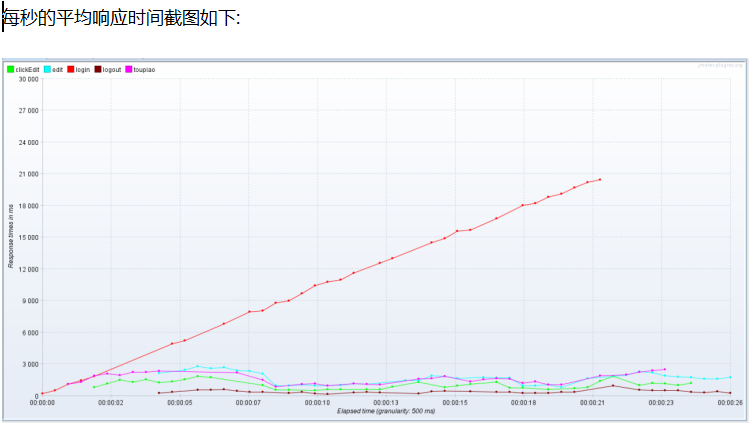 每秒的平均响应时间截图如下:
clickEdit edit login logout toupiao
30 000
27 000
24 000
21 000
18 000
15 000
12 000
9 000
6 000
3 000
0
Response times in ms
00:00:00 00:00:02 00:00:05 00:00:07 00:00:10 00:00:13 00:00:15 00:00:18 00:00:21 00:00:23 00:00:26
Elapsed time (granularity: 500 ms)